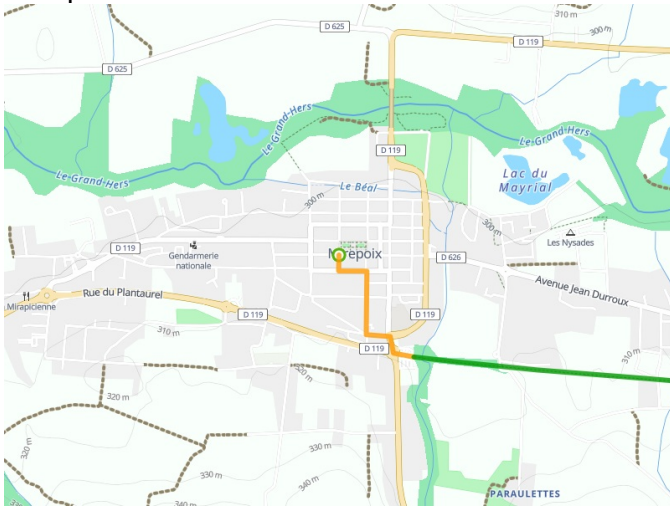 310 m
D 625
300 m
D 119
D 625
Le Grand-Hers
Le Grand-Hers
Le Grand-Hers
D 119
Lac du
Mayrial
Le Béal
300 m
300 m
D 119
Gendarmerie
nationale
Mirepoix
D 626
Les Nysades
Avenue Jean Durroux
Mirapicienne
Rue du Plantaurel
D 119
D 119
310 m
D 119
310 m
320 m
320 m
320 m
330 m
330 m
340 m
340 m
PARAULETTES